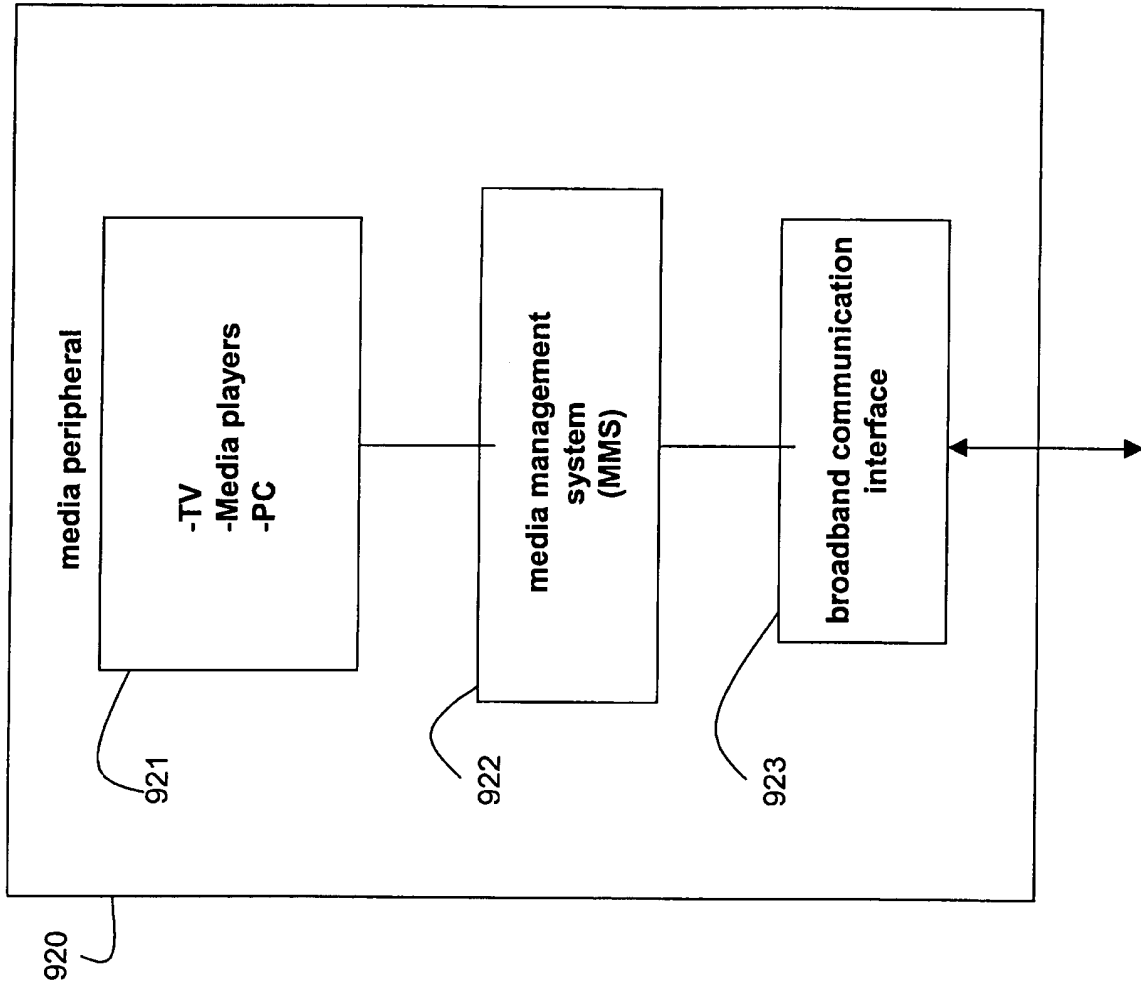 media peripheral
-TV
-Media players
-PC
921
media management
system
(MMS)
922
broadband communication
interface
923
920